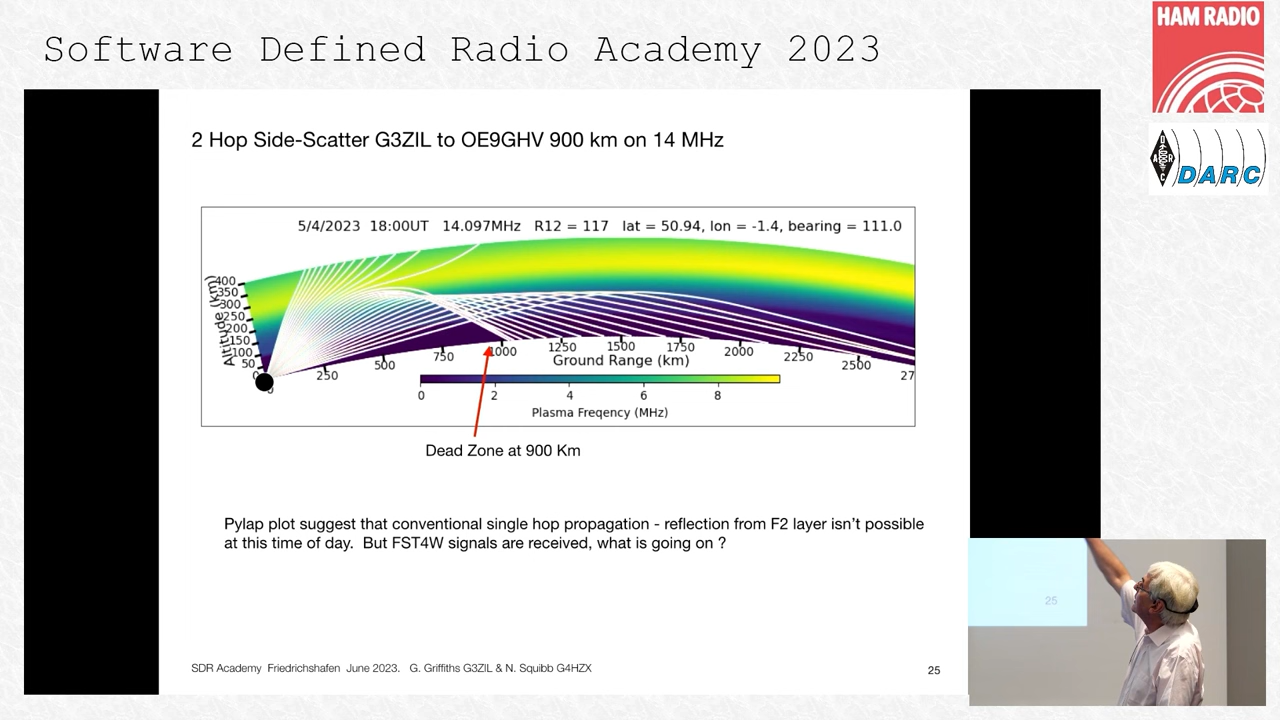 Software Defined Radio Academy 2023
HAM RADIO
DARC
DARC
2 Hop Side-Scatter G3ZIL to OE9GHV 900 km on 14 MHz
5/4/2023 18:00UT 14.097MHz R12 = 117 lat = 50.94, lon = -1.4, bearing = 111.0
Altitude (km)
400
350
300
250
200
150
100
50
0
0
250
500
750
1000
1250
1500
1750
2000
2250
2500
27
Ground Range (km)
0
2
4
6
8
Plasma Freqency (MHz)
Dead Zone at 900 Km
Pylap plot suggest that conventional single hop propagation - reflection from F2 layer isn’t possible
at this time of day. But FST4W signals are received, what is going on ?
25
SDR Academy Friedrichshafen June 2023. G. Griffiths G3ZIL & N. Squibb G4HZX
25